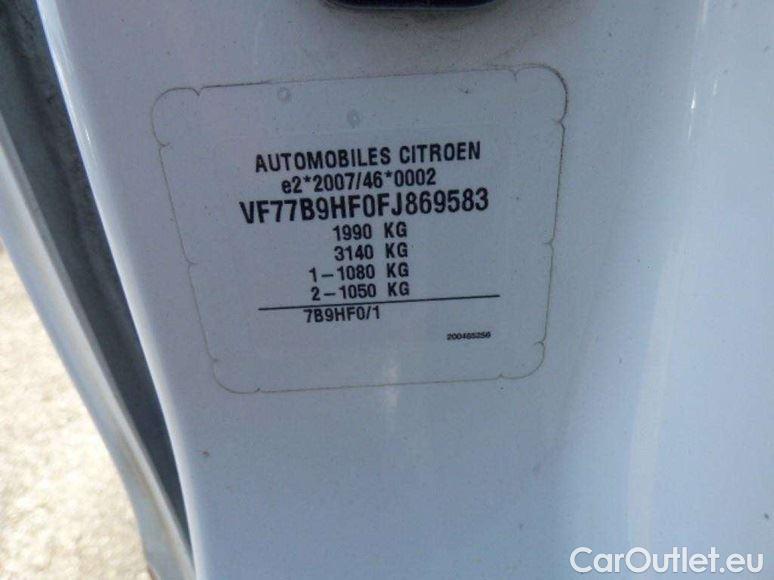 AUTOMOBILES CITROEN
e2*2007/46*0002
VF77B9HF0FJ869583
1990 KG
3140 KG
1-1080 KG
2-1050 KG
7B9HF0/1
200465256
CarOutlet.eu